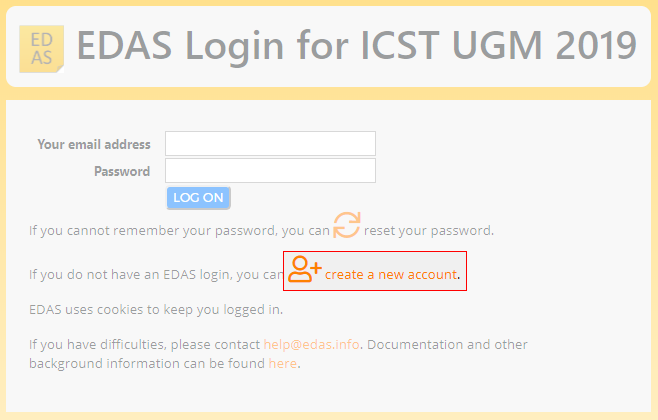 ED
AS
EDAS Login for ICST UGM 2019
Your email address
Password
LOG ON
If you cannot remember your password, you can reset your password.
If you do not have an EDAS login, you can create a new account.
EDAS uses cookies to keep you logged in.
If you have difficulties, please contact help@edas.info. Documentation and other
background information can be found here.